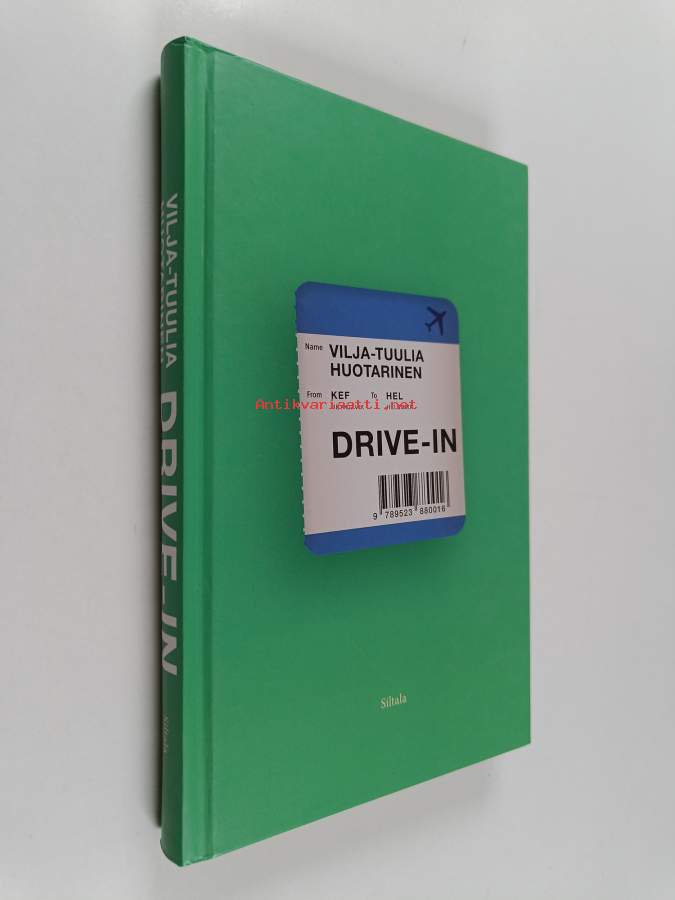 VILJA-TUULIA
HUOTARINEN
DRIVE-IN
Siltala
Name VILJA-TUULIA
HUOTARINEN
From KEF To HEL
Antikvariaatti.net
DRIVE-IN
9 789523 880016
Siltala